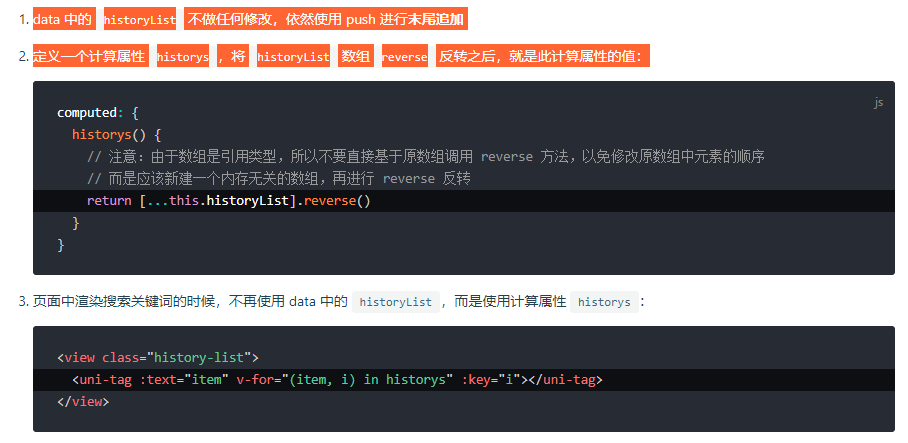 1. data 中的 historyList 不做任何修改，依然使用 push 进行末尾追加
2. 定义一个计算属性 historys ，将 historyList 数组 reverse 反转之后，就是此计算属性的值：
js
computed: {
  historys() {
    // 注意：由于数组是引用类型，所以不要直接基于原数组调用 reverse 方法，以免修改原数组中元素的顺序
    // 而是应该新建一个内存无关的数组，再进行 reverse 反转
    return [...this.historyList].reverse()
  }
}
3. 页面中渲染搜索关键词的时候，不再使用 data 中的 historyList ，而是使用计算属性 historys ：
<view class="history-list">
  <uni-tag :text="item" v-for="(item, i) in historys" :key="i"></uni-tag>
</view>